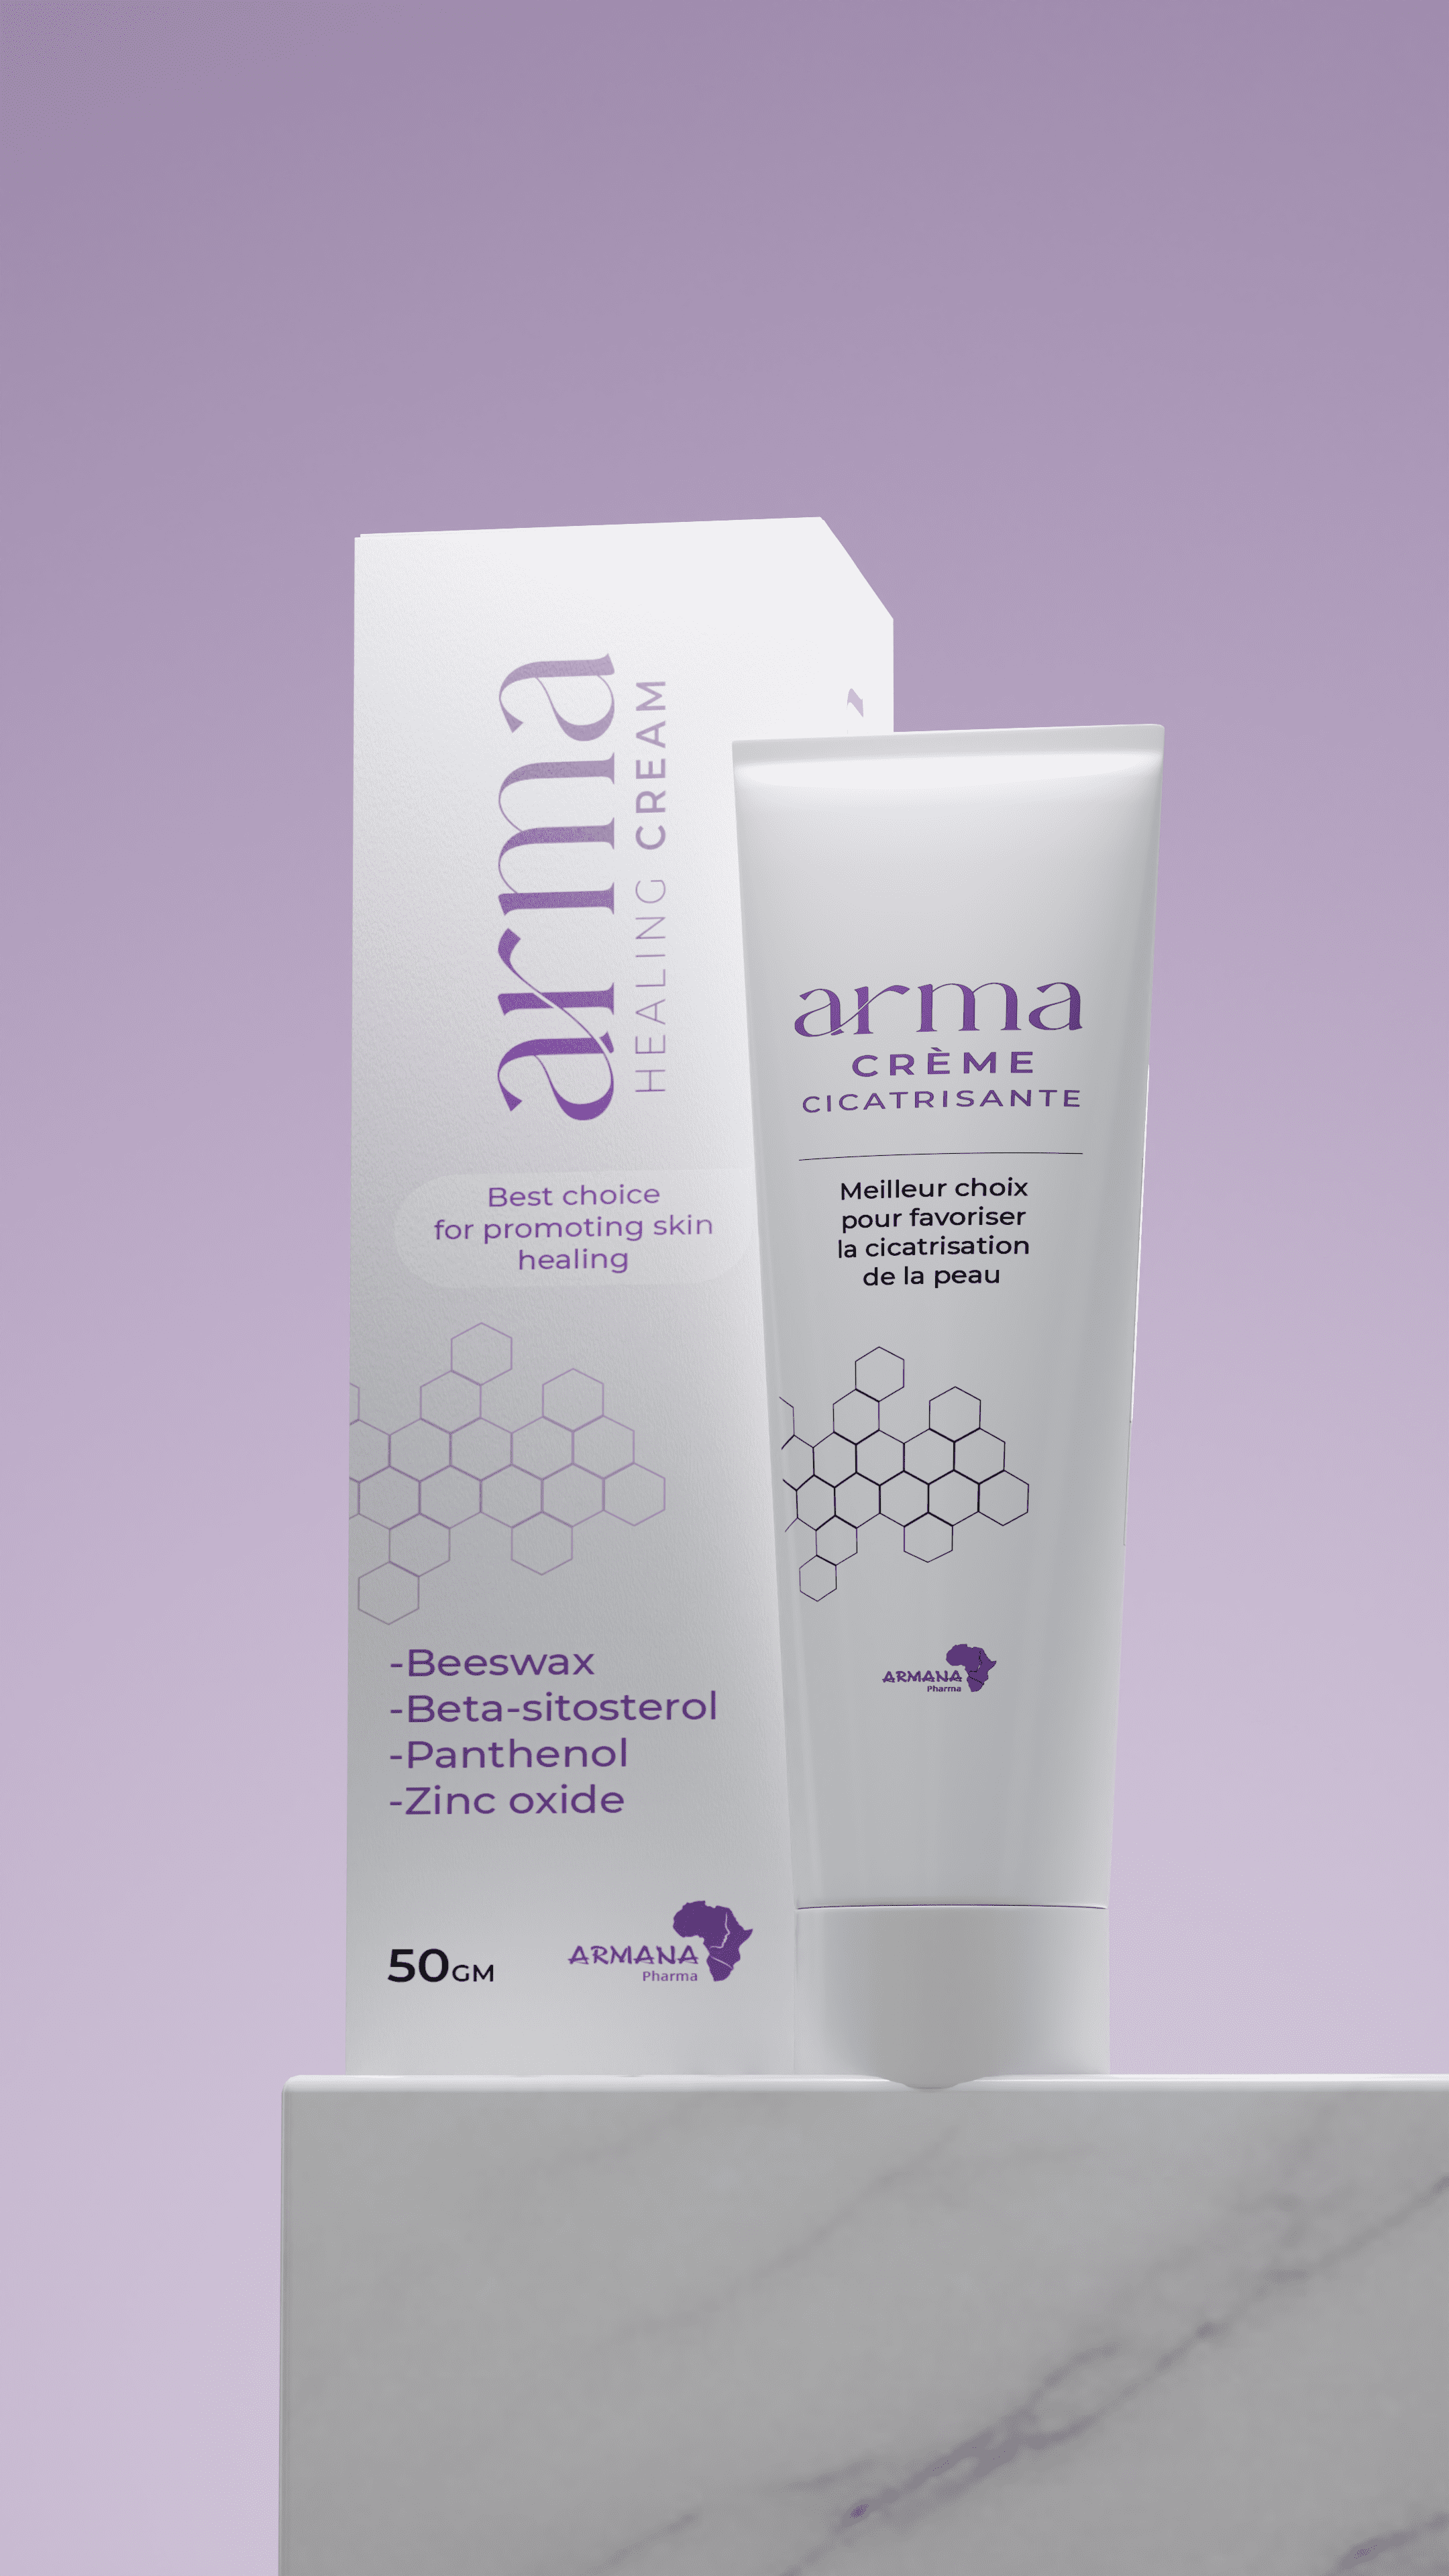 arma
HEALING CREAM
Best choice
for promoting skin
healing
-Beeswax
-Beta-sitosterol
-Panthenol
-Zinc oxide
50GM
ARMANA
Pharma
arma
CRÈME
CICATRISANTE
Meilleur choix
pour favoriser
la cicatrisation
de la peau
ARMANA
Pharma